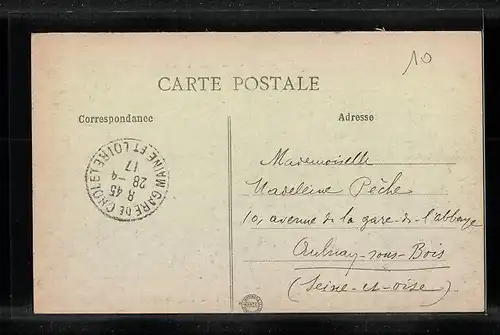 10
CARTE POSTALE
Correspondance
Adresse
GARE DE CHOLET
MAINE ET LOIRE
8 45
28-4
17
Mademoiselle
Madeleine Pêche
10, avenue de la gare de l'abbaye
Aulnay-sous-Bois
(Seine-et-oise)